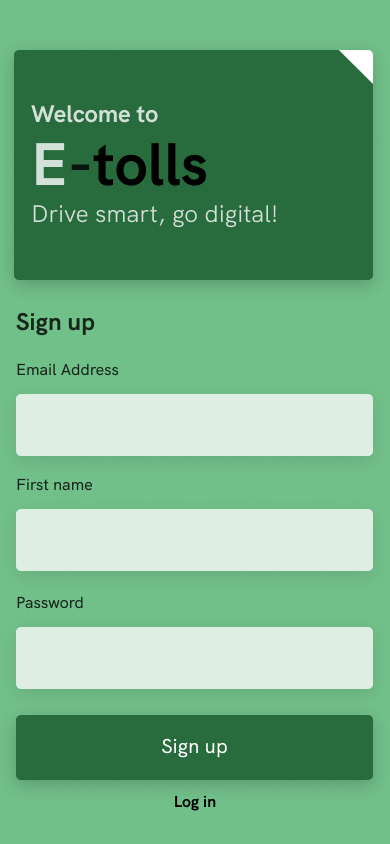 Welcome to
E-tolls
Drive smart, go digital!
Sign up
Email Address
First name
Password
Sign up
Log in